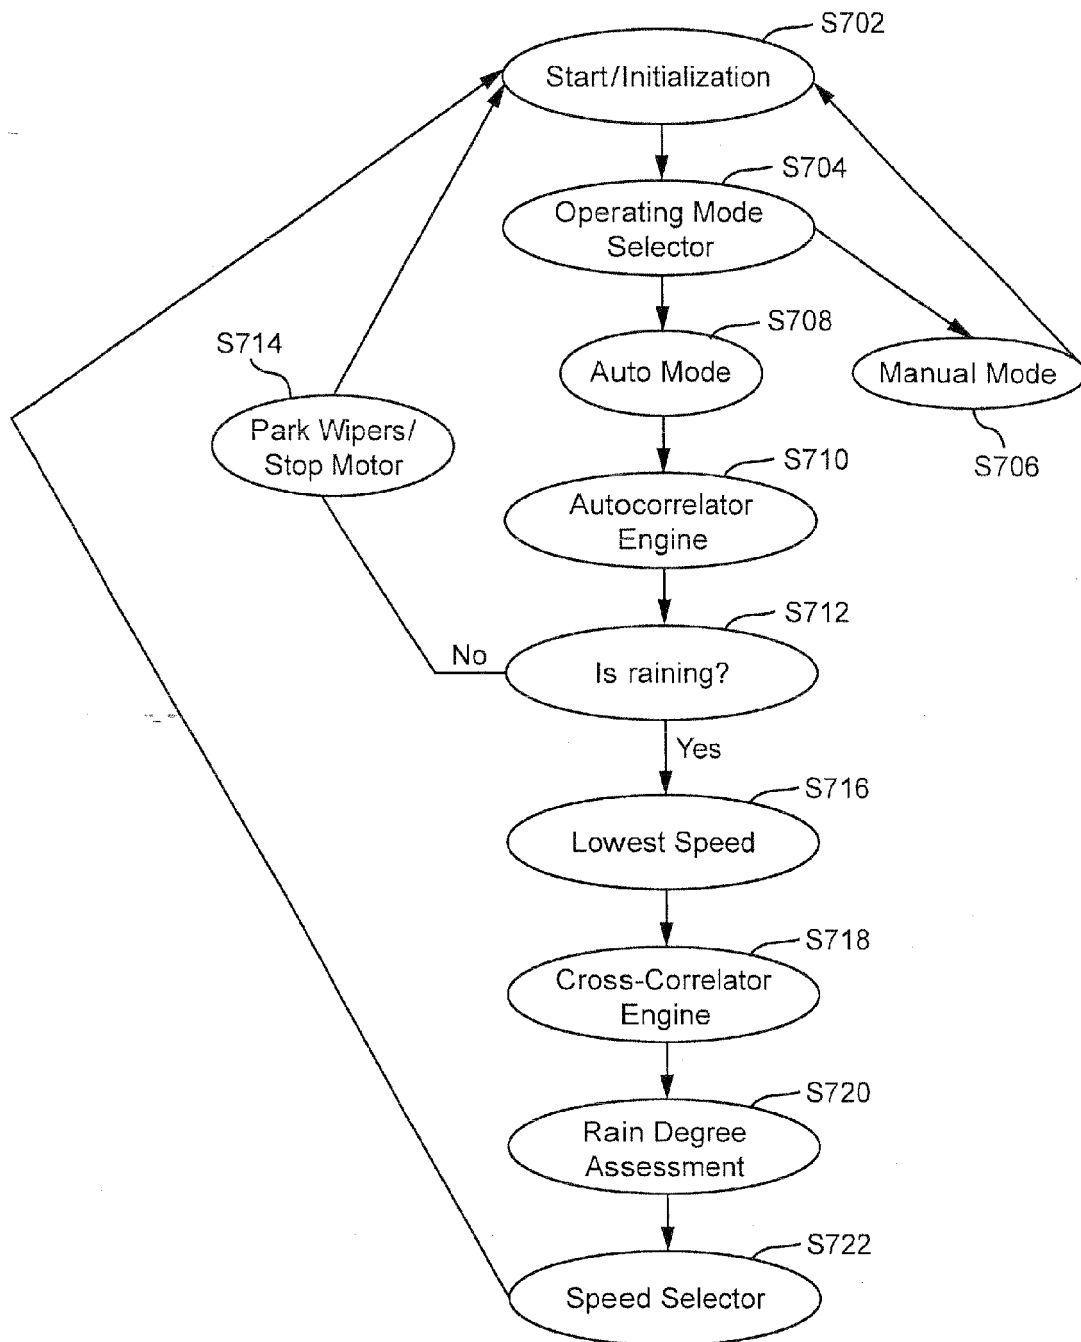 S702
Start/Initialization
S704
Operating Mode
Selector
S708
Auto Mode
Manual Mode
S706
S714
Park Wipers/
Stop Motor
S710
Autocorrelator
Engine
S712
Is raining?
No
Yes
S716
Lowest Speed
S718
Cross-Correlator
Engine
S720
Rain Degree
Assessment
S722
Speed Selector